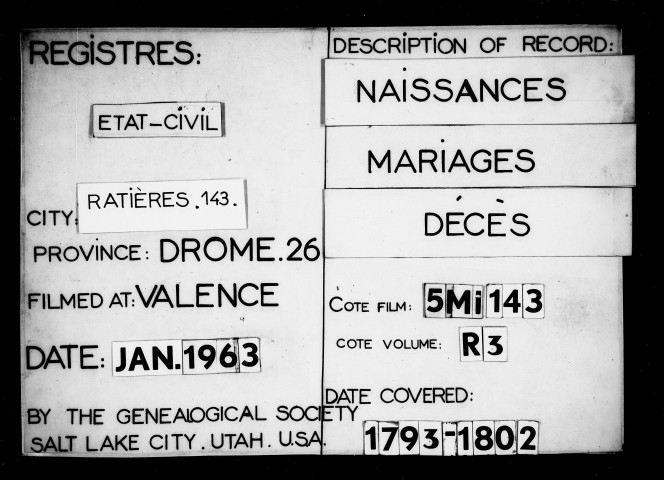 REGISTRES:
ETAT-CIVIL
CITY: RATIÈRES.143.
PROVINCE: DROME.26
FILMED AT: VALENCE
DATE: JAN.1963
BY THE GENEALOGICAL SOCIETY
SALT LAKE CITY. UTAH. U.S.A.
DESCRIPTION OF RECORD:
NAISSANCES
MARIAGES
DÉCÈS
COTE FILM: 5Mi143
COTE VOLUME: R3
DATE COVERED:
1793-1802